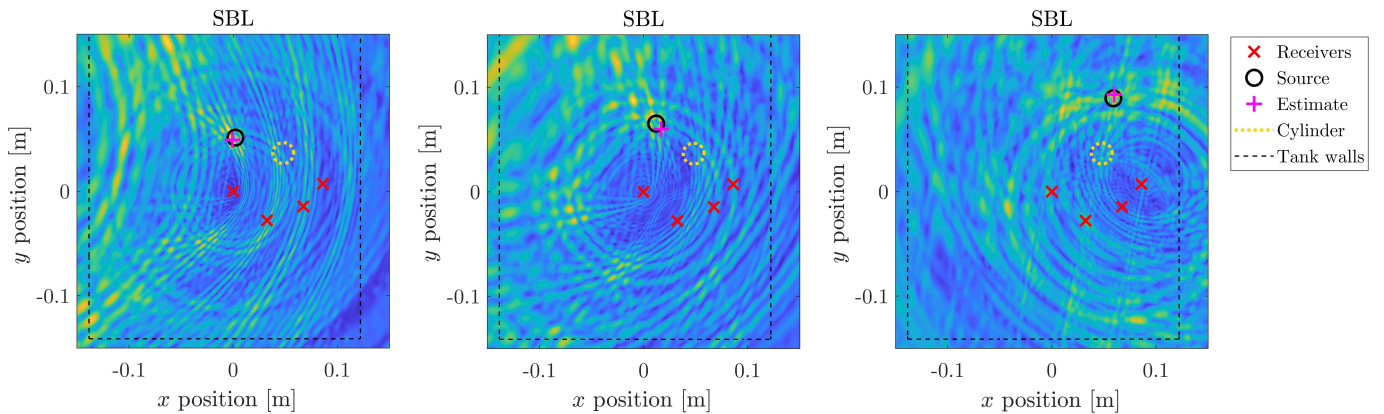 SBL
0.1
0
-0.1
y position [m]
-0.1
0
0.1
x position [m]
SBL
0.1
0
-0.1
y position [m]
-0.1
0
0.1
x position [m]
SBL
0.1
0
-0.1
y position [m]
-0.1
0
0.1
x position [m]
Receivers
Source
Estimate
Cylinder
Tank walls